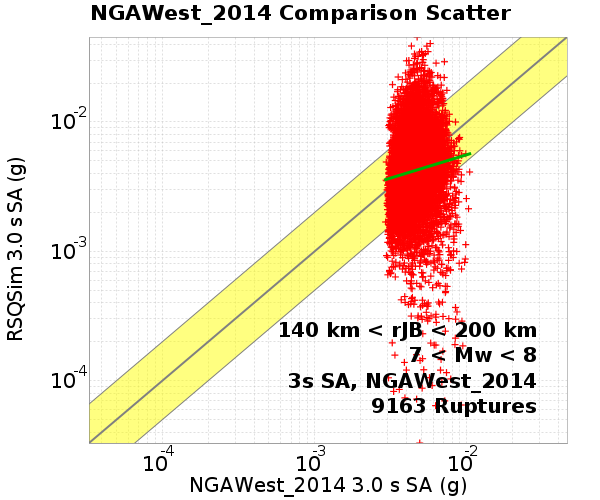 NGAWest_2014 Comparison Scatter
RSQSim 3.0 s SA (g)
10-2
10-3
10-4
140 km < rJB < 200 km
7 < Mw < 8
3s SA, NGAWest_2014
9163 Ruptures
10-4
10-3
10-2
NGAWest_2014 3.0 s SA (g)